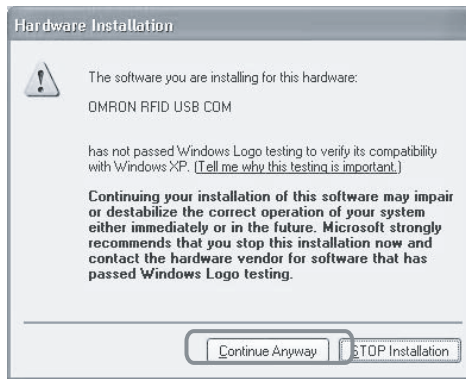 Hardware Installation
The software you are installing for this hardware:
OMRON RFID USB COM
has not passed Windows Logo testing to verify its compatibility
with Windows XP. (Tell me why this testing is important.)
Continuing your installation of this software may impair
or destabilize the correct operation of your system
either immediately or in the future. Microsoft strongly
recommends that you stop this installation now and
contact the hardware vendor for software that has
passed Windows Logo testing.
Continue Anyway STOP Installation